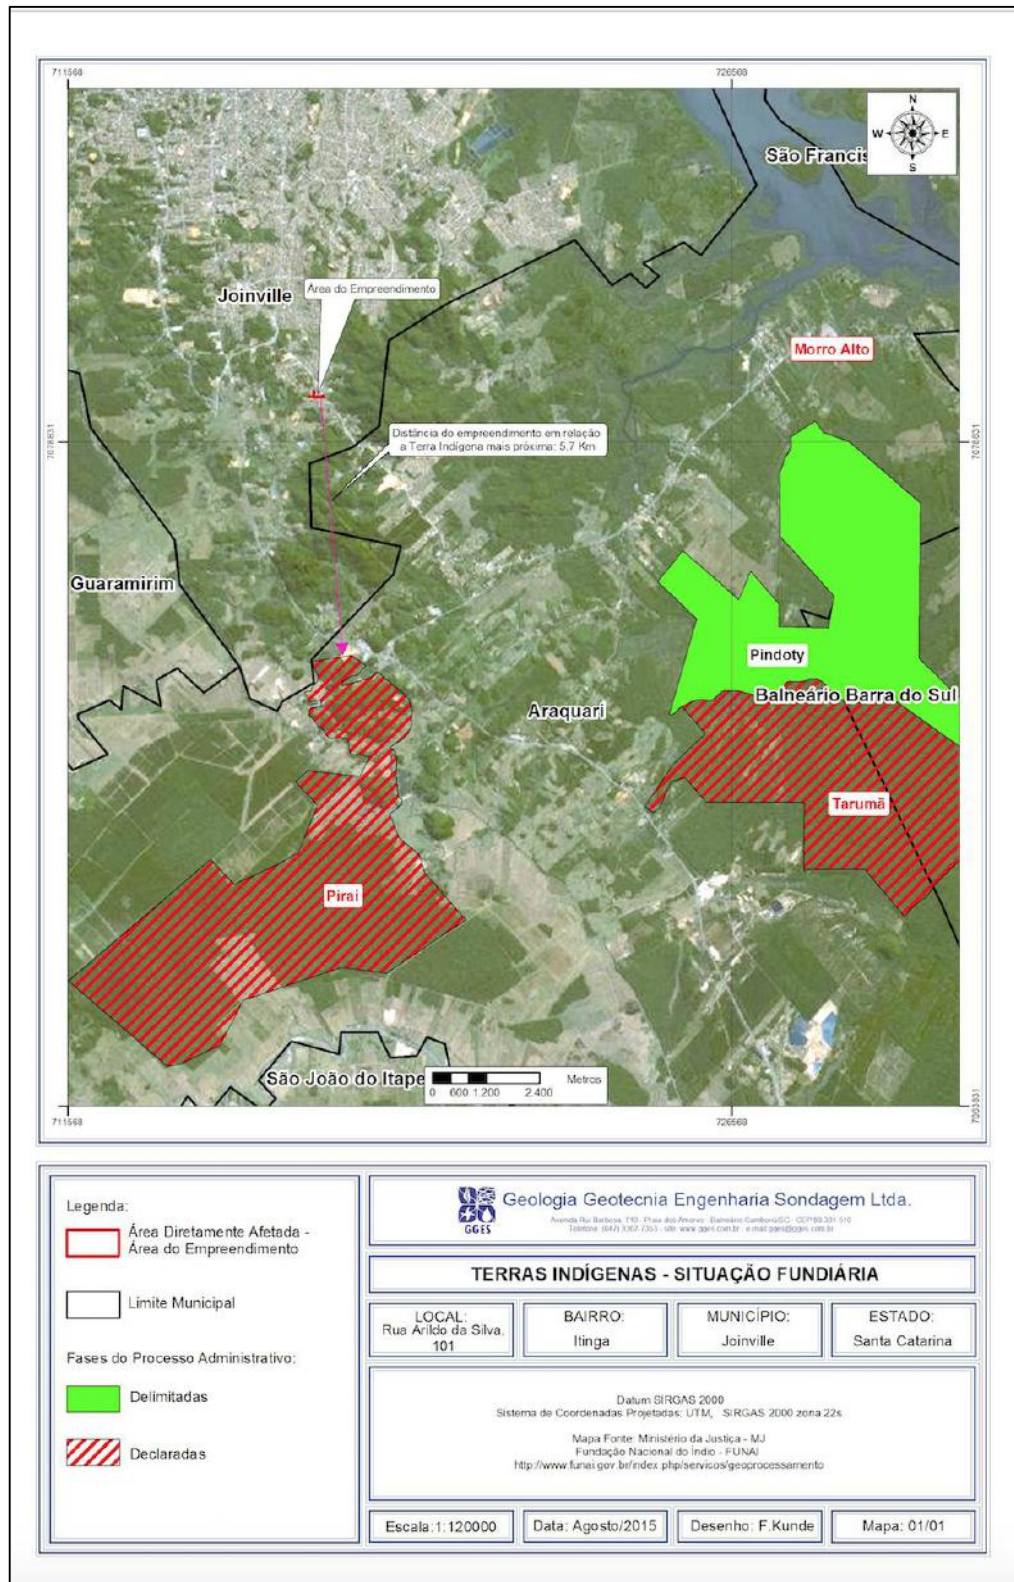 711568
726568
N
W
E
S
São Francis
Joinville
Área do Empreendimento
Morro Alto
7078831
7078831
Distância do empreendimento em relação
a Terra Indígena mais próxima: 5,7 Km
Guaramirim
Pindoty
Balneário Barra do Sul
Araquari
Tarumã
Piraí
São João do Itape
Metros
0 600 1.200 2.400
7063831
711568
726568
Legenda:
Área Diretamente Afetada -
Área do Empreendimento
Limite Municipal
Fases do Processo Administrativo:
Delimitadas
Declaradas
GGES
Geologia Geotecnia Engenharia Sondagem Ltda.
TERRAS INDÍGENAS - SITUAÇÃO FUNDIÁRIA
LOCAL:
Rua Arildo da Silva,
101
BAIRRO:
Itinga
MUNICÍPIO:
Joinville
ESTADO:
Santa Catarina
Datum SIRGAS 2000
Sistema de Coordenadas Projetadas: UTM, SIRGAS 2000 zona 22s
Mapa Fonte: Ministério da Justiça - MJ
Fundação Nacional do Índio - FUNAI
http://www.funai.gov.br/index.php/servicos/geoprocessamento
Escala:1:120000
Data: Agosto/2015
Desenho: F.Kunde
Mapa: 01/01